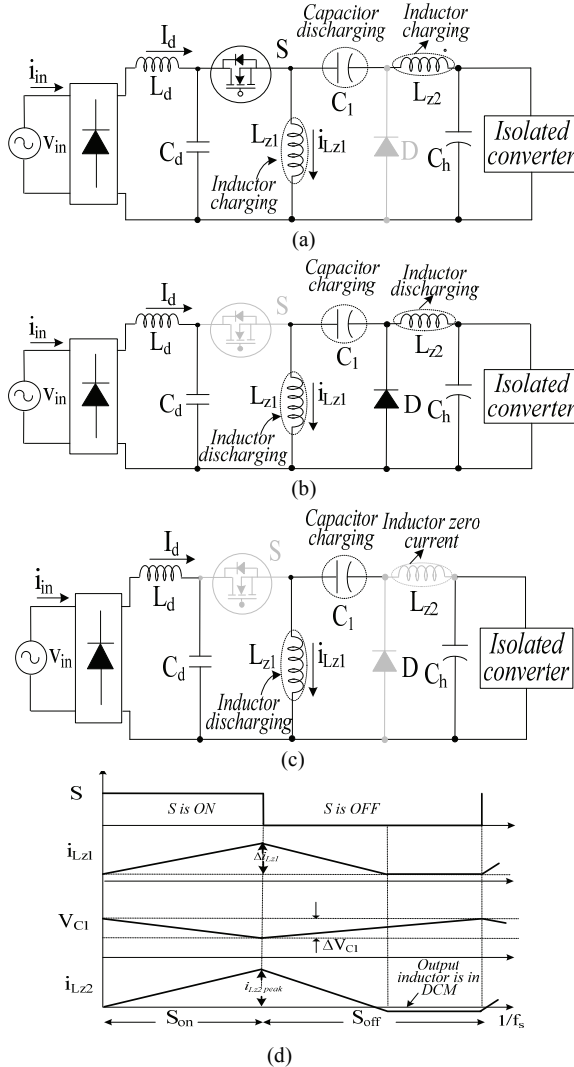 Capacitor discharging
Inductor charging
I_d
S
i_in
L_d
C_1
L_z2
v_in
C_d
L_z1
i_Lz1
D
C_h
Isolated converter
Inductor charging
(a)
Capacitor charging
Inductor discharging
I_d
S
i_in
L_d
C_1
L_z2
v_in
C_d
L_z1
i_Lz1
D
C_h
Isolated converter
Inductor discharging
(b)
Capacitor charging
Inductor zero current
I_d
S
i_in
L_d
C_1
L_z2
v_in
C_d
L_z1
i_Lz1
D
C_h
Isolated converter
Inductor discharging
(c)
S
S is ON
S is OFF
i_Lz1
Δi_Lz1
V_C1
ΔV_C1
i_Lz2
i_Lz2 peak
Output inductor is in DCM
S_on
S_off
1/f_s
(d)